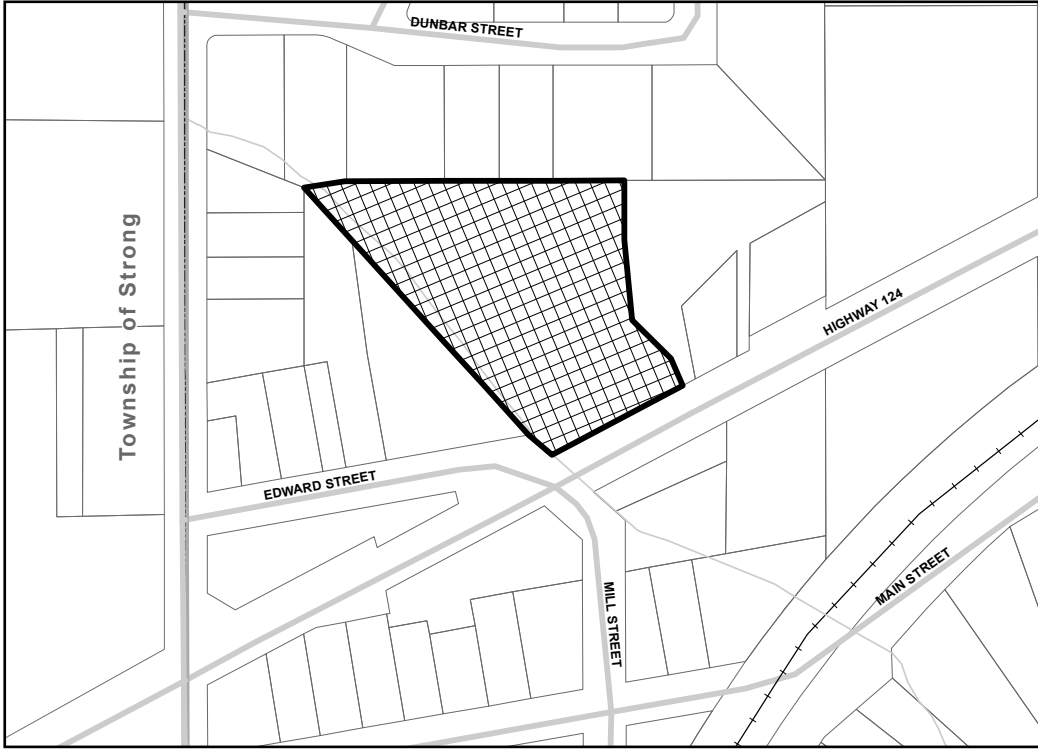 DUNBAR STREET
Township of Strong
HIGHWAY 124
EDWARD STREET
MAIN STREET
MILL STREET